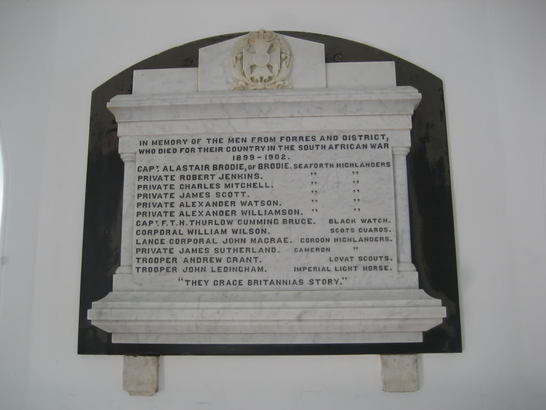 IN MEMORY OF THE MEN FROM FORRES AND DISTRICT,
WHO DIED FOR THEIR COUNTRY IN THE SOUTH AFRICAN WAR
1899-1902.
CAPT. ALASTAIR BRODIE, OF BRODIE. SEAFORTH HIGHLANDERS
PRIVATE ROBERT JENKINS. " "
PRIVATE CHARLES MITCHELL. " "
PRIVATE JAMES SCOTT. " "
PRIVATE ALEXANDER WATSON. " "
PRIVATE ALEXANDER WILLIAMSON. " "
CAPT. F.T.H. THURLOW CUMMING BRUCE. BLACK WATCH.
CORPORAL WILLIAM WILSON. SCOTS GUARDS.
LANCE CORPORAL JOHN MACRAE. GORDON HIGHLANDERS.
PRIVATE JAMES SUTHERLAND. CAMERON "
TROOPER ANDREW GRANT. LOVAT SCOUTS.
TROOPER JOHN LEDINGHAM. IMPERIAL LIGHT HORSE.
"THEY GRACE BRITANNIAS STORY."